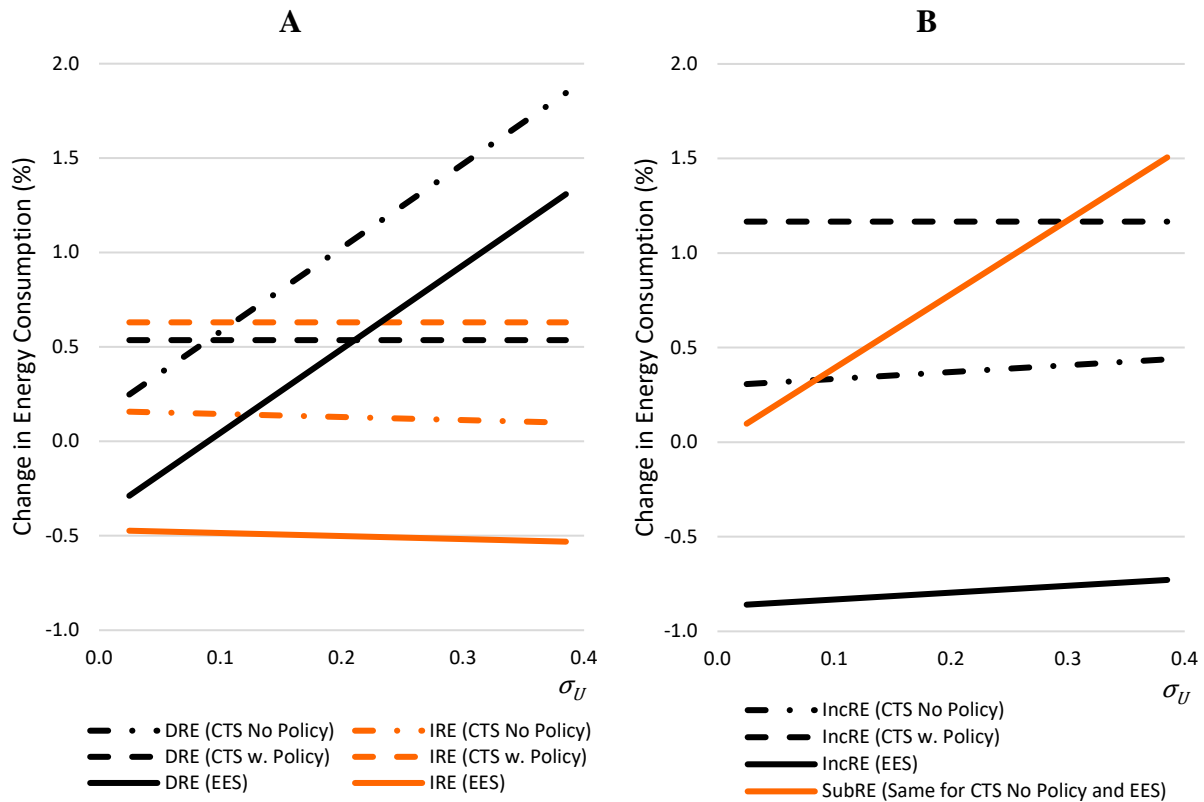 A
Change in Energy Consumption (%)
2.0
1.5
1.0
0.5
0.0
-0.5
-1.0
0.0 0.1 0.2 0.3 0.4
σU
DRE (CTS No Policy) IRE (CTS No Policy)
DRE (CTS w. Policy) IRE (CTS w. Policy)
DRE (EES) IRE (EES)
B
Change in Energy Consumption (%)
2.0
1.5
1.0
0.5
0.0
-0.5
-1.0
0.0 0.1 0.2 0.3 0.4
σU
IncRE (CTS No Policy)
IncRE (CTS w. Policy)
IncRE (EES)
SubRE (Same for CTS No Policy and EES)